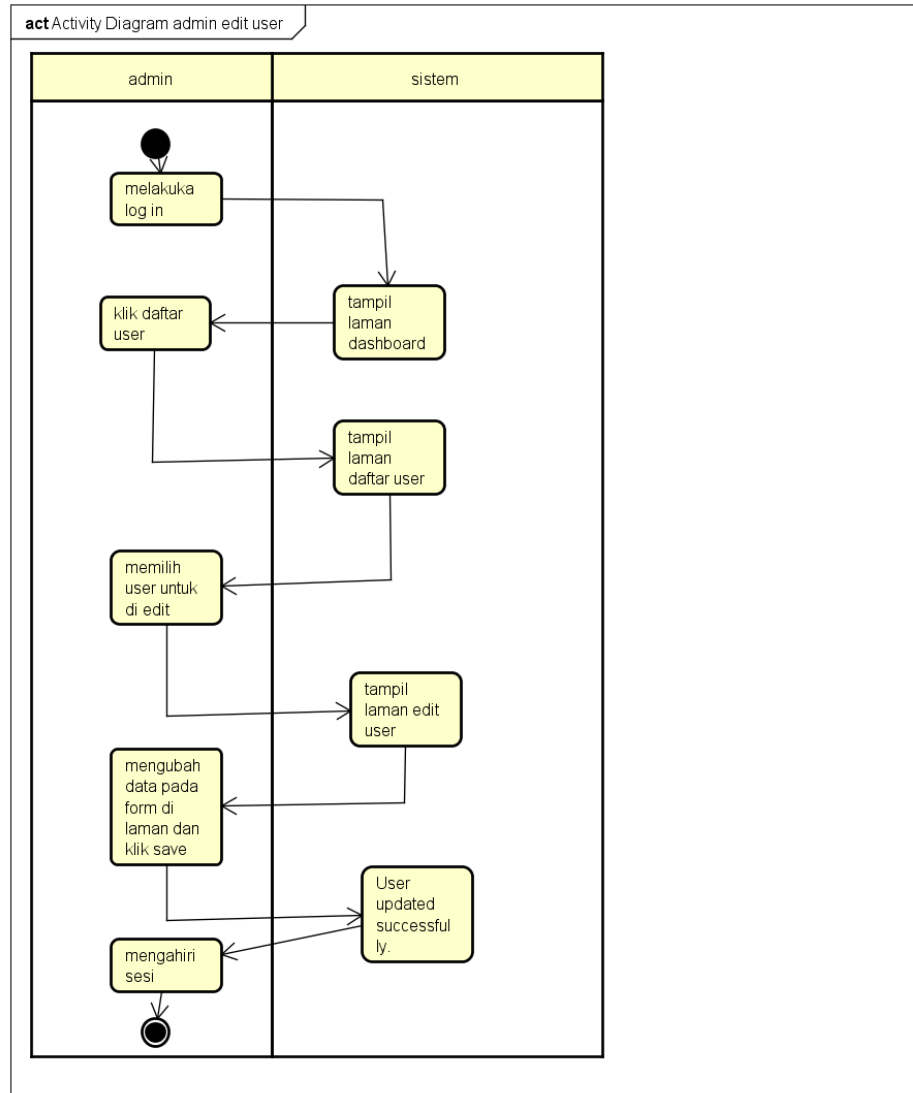 act Activity Diagram admin edit user
admin
sistem
melakuka
log in
tampil
laman
dashboard
klik daftar
user
tampil
laman
daftar user
memilih
user untuk
di edit
tampil
laman edit
user
mengubah
data pada
form di
laman dan
klik save
User
updated
successful
ly.
mengahiri
sesi